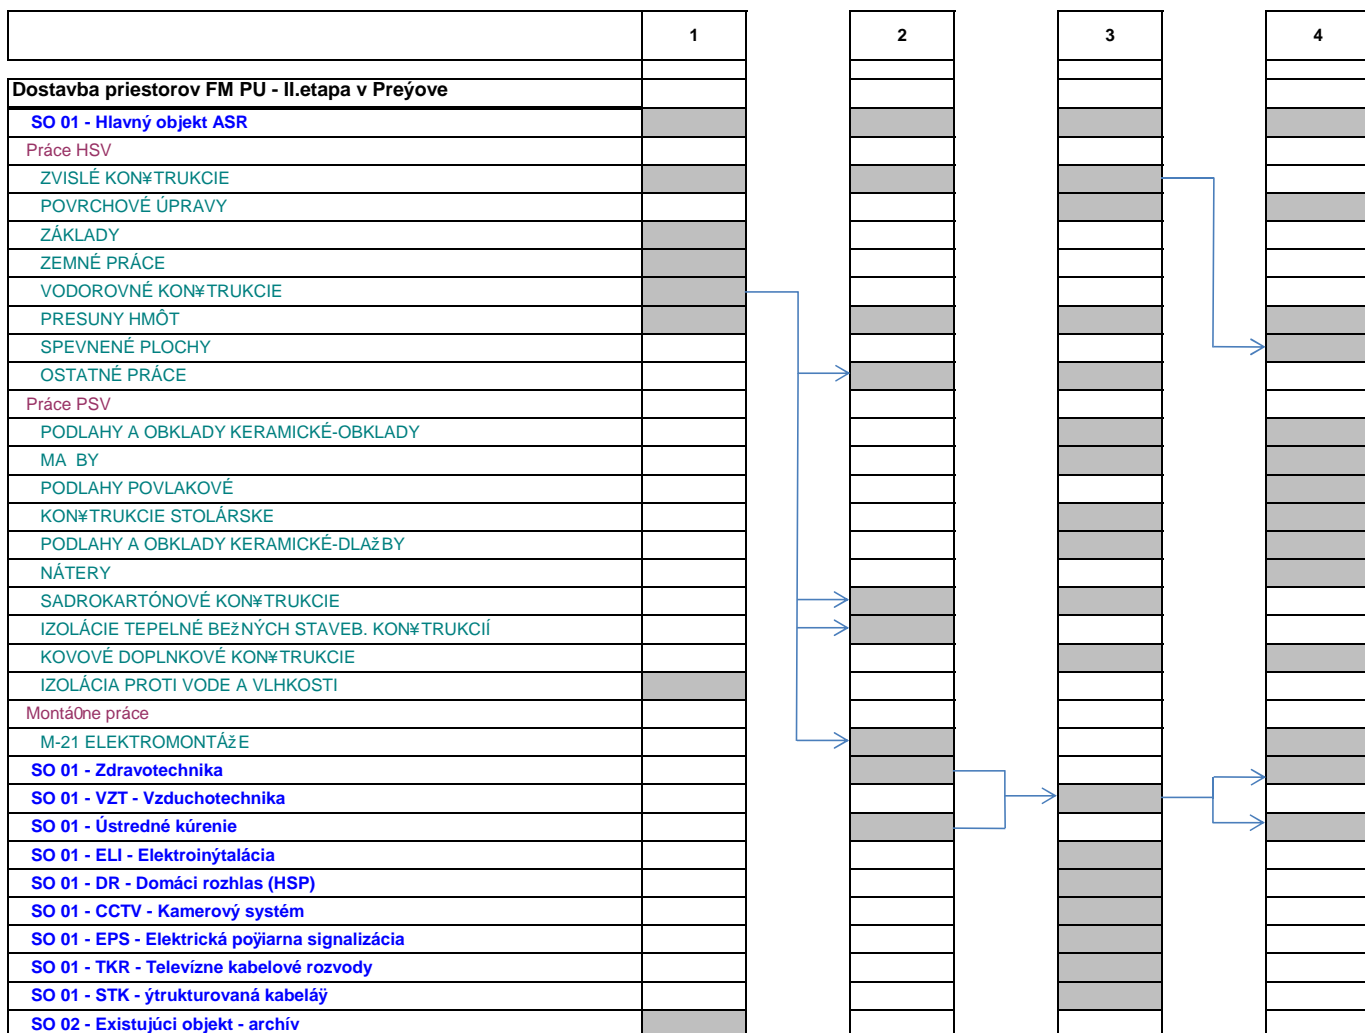 1 2 3 4
Dostavba priestorov FM PU - II.etapa v Preýove
SO 01 - Hlavný objekt ASR
Práce HSV
ZVISLÉ KON¥TRUKCIE
POVRCHOVÉ ÚPRAVY
ZÁKLADY
ZEMNÉ PRÁCE
VODOROVNÉ KON¥TRUKCIE
PRESUNY HMÔT
SPEVNENÉ PLOCHY
OSTATNÉ PRÁCE
Práce PSV
PODLAHY A OBKLADY KERAMICKÉ-OBKLADY
MA BY
PODLAHY POVLAKOVÉ
KON¥TRUKCIE STOLÁRSKE
PODLAHY A OBKLADY KERAMICKÉ-DLAžBY
NÁTERY
SADROKARTÓNOVÉ KON¥TRUKCIE
IZOLÁCIE TEPELNÉ BEžNÝCH STAVEB. KON¥TRUKCIÍ
KOVOVÉ DOPLNKOVÉ KON¥TRUKCIE
IZOLÁCIA PROTI VODE A VLHKOSTI
Montá0ne práce
M-21 ELEKTROMONTÁžE
SO 01 - Zdravotechnika
SO 01 - VZT - Vzduchotechnika
SO 01 - Ústredné kúrenie
SO 01 - ELI - Elektroinýtalácia
SO 01 - DR - Domáci rozhlas (HSP)
SO 01 - CCTV - Kamerový systém
SO 01 - EPS - Elektrická poÿiarna signalizácia
SO 01 - TKR - Televízne kabelové rozvody
SO 01 - STK - ýtrukturovaná kabeláÿ
SO 02 - Existujúci objekt - archív